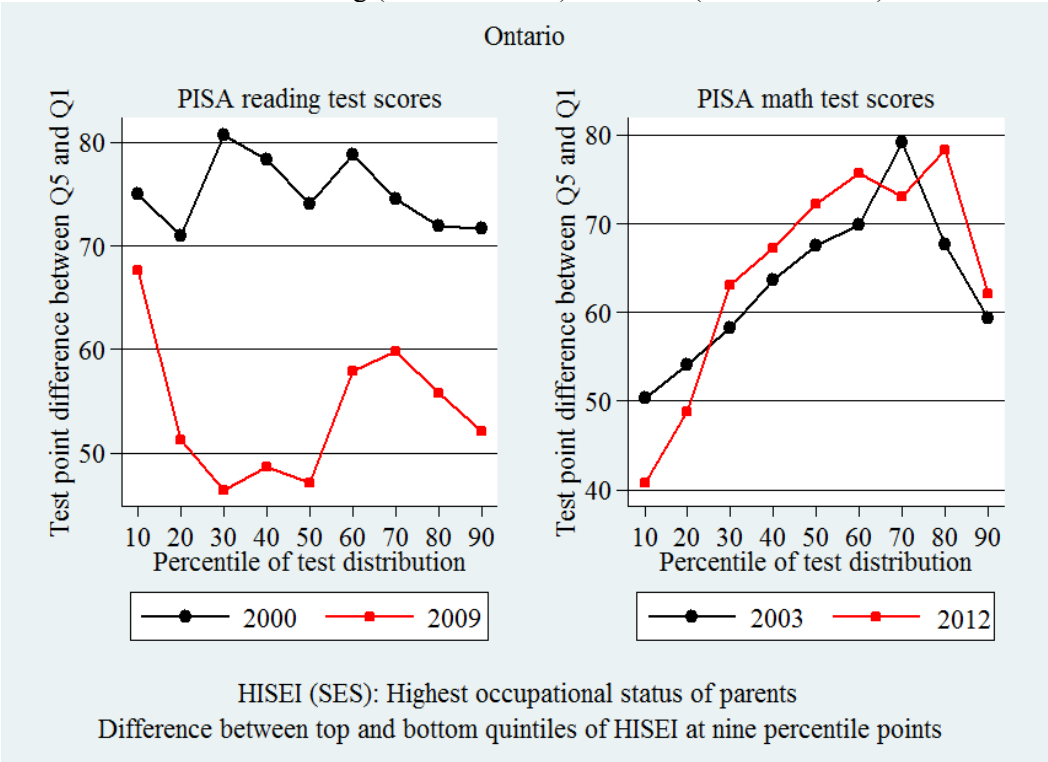 Ontario
PISA reading test scores
Test point difference between Q5 and Q1
80
70
60
50
10 20 30 40 50 60 70 80 90
Percentile of test distribution
2000 2009
PISA math test scores
Test point difference between Q5 and Q1
80
70
60
50
40
10 20 30 40 50 60 70 80 90
Percentile of test distribution
2003 2012
HISEI (SES): Highest occupational status of parents
Difference between top and bottom quintiles of HISEI at nine percentile points